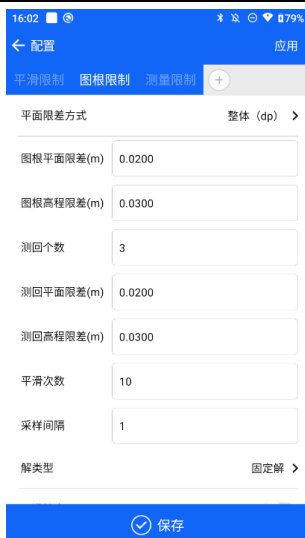 16:02 79%
配置 应用
平滑限制 图根限制 测量限制
平面限差方式 整体（dp）
图根平面限差(m) 0.0200
图根高程限差(m) 0.0300
测回个数 3
测回平面限差(m) 0.0200
测回高程限差(m) 0.0300
平滑次数 10
采样间隔 1
解类型 固定解
保存